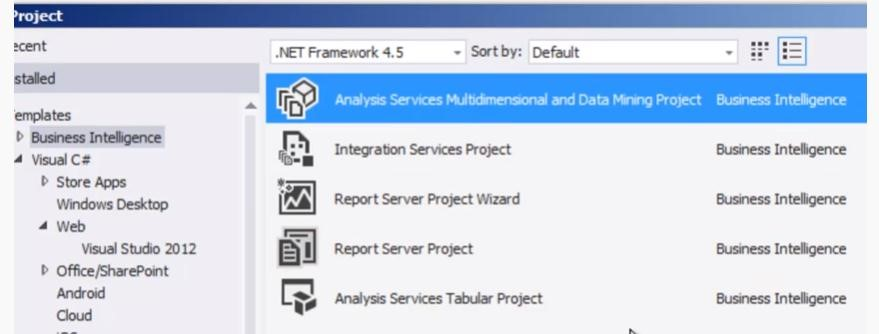 Project
ecent
.NET Framework 4.5 Sort by: Default
stalled
emplates
Business Intelligence
Visual C#
Store Apps
Windows Desktop
Web
Visual Studio 2012
Office/SharePoint
Android
Cloud
Analysis Services Multidimensional and Data Mining Project Business Intelligence
Integration Services Project Business Intelligence
Report Server Project Wizard Business Intelligence
Report Server Project Business Intelligence
Analysis Services Tabular Project Business Intelligence